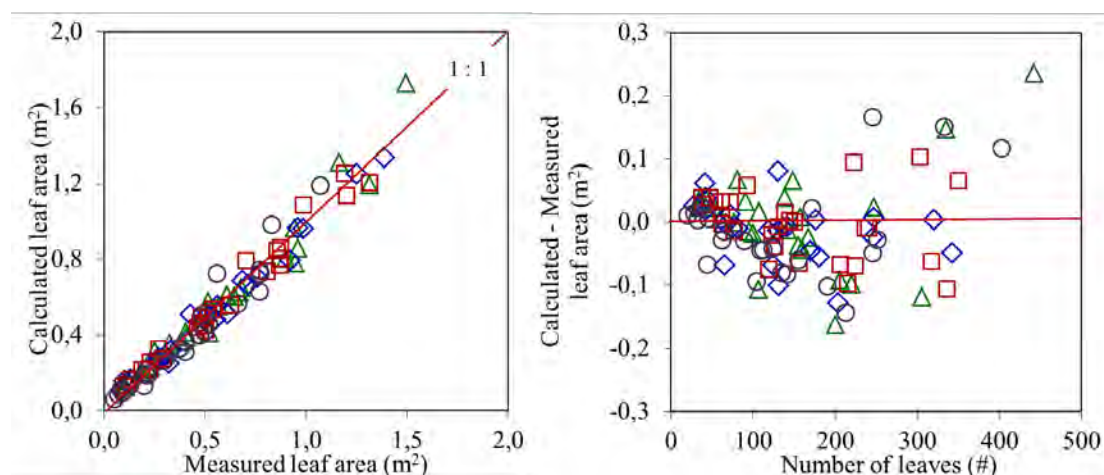 Calculated leaf area (m²)
2,0
1,6
1,2
0,8
0,4
0,0
1 : 1
0,0 0,5 1,0 1,5 2,0
Measured leaf area (m²)
Calculated - Measured
leaf area (m²)
0,3
0,2
0,1
0,0
-0,1
-0,2
-0,3
0 100 200 300 400 500
Number of leaves (#)